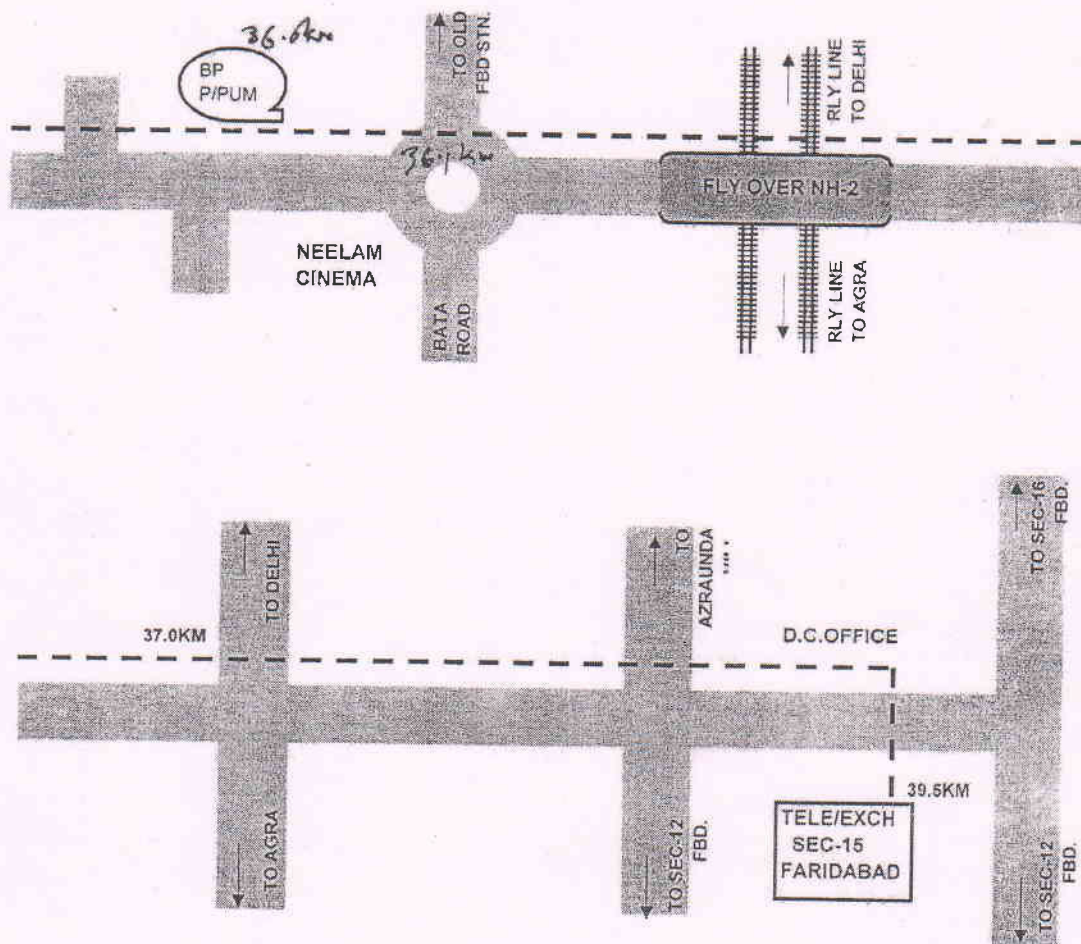 36.6km
BP
P/PUM
TO OLD
FBD STN.
RLY LINE
TO DELHI
36.1 km
FLY OVER NH-2
NEELAM
CINEMA
BATA
ROAD
RLY LINE
TO AGRA
TO DELHI
TO
AZRAUNDA
TO SEC-16
FBD.
37.0KM
D.C.OFFICE
39.5KM
TELE/EXCH
SEC-15
FARIDABAD
TO AGRA
TO SEC-12
FBD.
TO SEC-12
FBD.